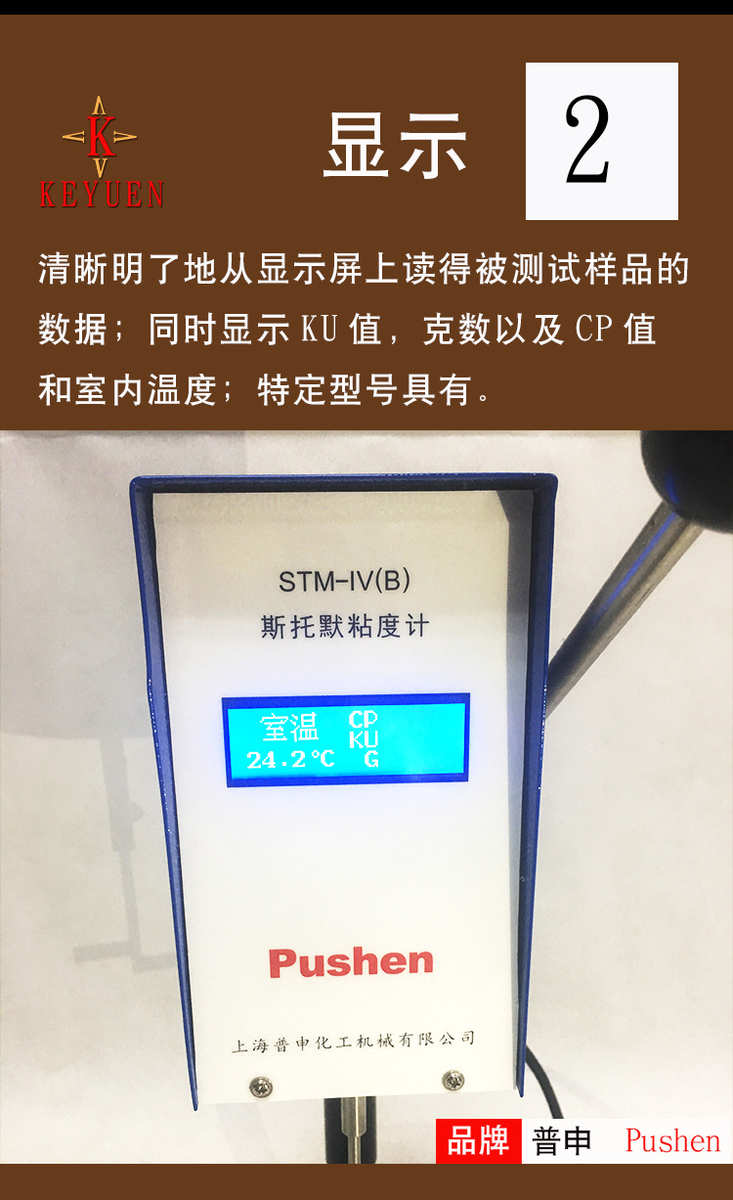 KEYUEN
显示
2
清晰明了地从显示屏上读得被测试样品的
数据；同时显示 KU 值，克数以及 CP 值
和室内温度；特定型号具有。
STM-IV(B)
斯托默粘度计
室温 CP
KU
24.2℃ G
Pushen
上海普申化工机械有限公司
品牌 普申 Pushen